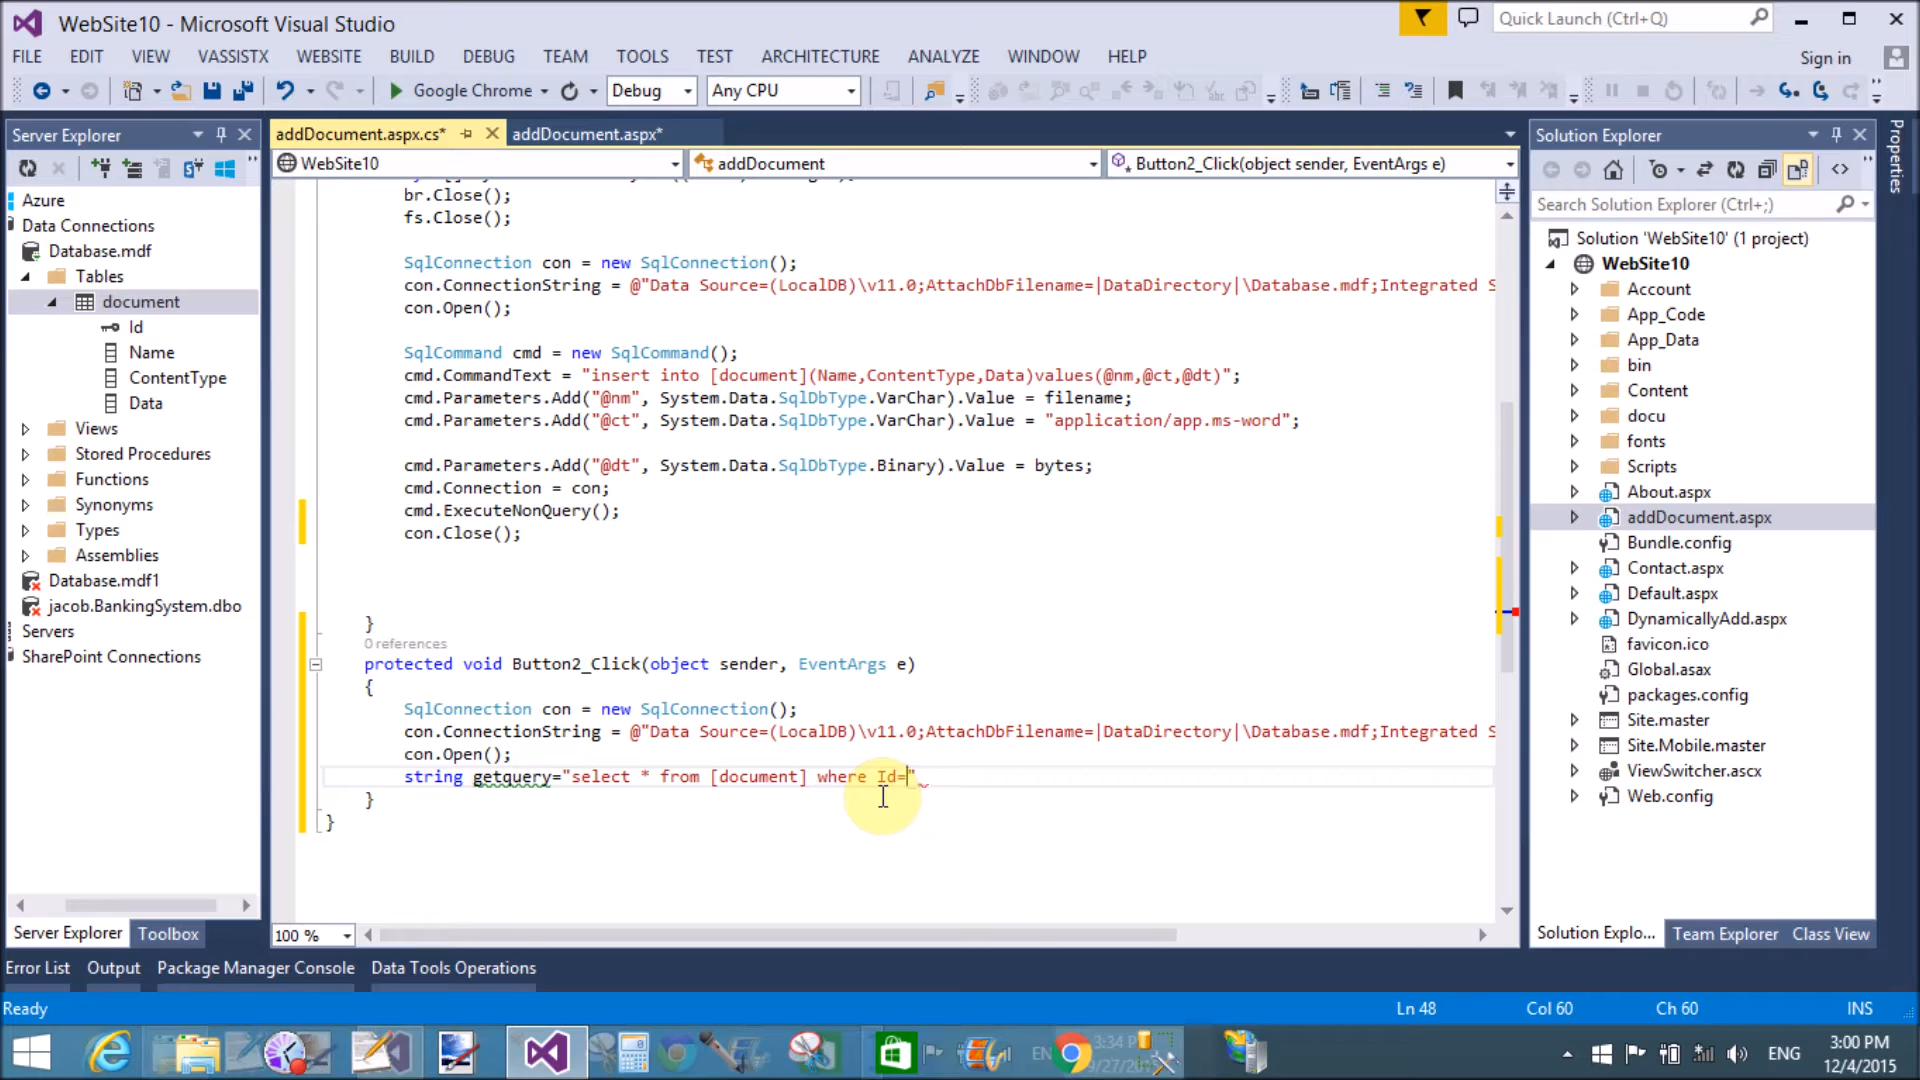 WebSite10 - Microsoft Visual Studio
Quick Launch (Ctrl+Q)
FILE EDIT VIEW VASSISTX WEBSITE BUILD DEBUG TEAM TOOLS TEST ARCHITECTURE ANALYZE WINDOW HELP
Sign in
Google Chrome Debug Any CPU
Server Explorer
addDocument.aspx.cs* addDocument.aspx*
Solution Explorer
Properties
WebSite10 addDocument Button2_Click(object sender, EventArgs e)
Search Solution Explorer (Ctrl+;)
Azure
Data Connections
Database.mdf
Tables
document
Id
Name
ContentType
Data
Views
Stored Procedures
Functions
Synonyms
Types
Assemblies
Database.mdf1
jacob.BankingSystem.dbo
Servers
SharePoint Connections
br.Close();
fs.Close();
SqlConnection con = new SqlConnection();
con.ConnectionString = @"Data Source=(LocalDB)\v11.0;AttachDbFilename=|DataDirectory|\Database.mdf;Integrated S
con.Open();
SqlCommand cmd = new SqlCommand();
cmd.CommandText = "insert into [document](Name,ContentType,Data)values(@nm,@ct,@dt)";
cmd.Parameters.Add("@nm", System.Data.SqlDbType.VarChar).Value = filename;
cmd.Parameters.Add("@ct", System.Data.SqlDbType.VarChar).Value = "application/app.ms-word";
cmd.Parameters.Add("@dt", System.Data.SqlDbType.Binary).Value = bytes;
cmd.Connection = con;
cmd.ExecuteNonQuery();
con.Close();
}
0 references
protected void Button2_Click(object sender, EventArgs e)
{
SqlConnection con = new SqlConnection();
con.ConnectionString = @"Data Source=(LocalDB)\v11.0;AttachDbFilename=|DataDirectory|\Database.mdf;Integrated S
con.Open();
string getquery="select * from [document] where Id="
}
}
100 %
Solution 'WebSite10' (1 project)
WebSite10
Account
App_Code
App_Data
bin
Content
docu
fonts
Scripts
About.aspx
addDocument.aspx
Bundle.config
Contact.aspx
Default.aspx
DynamicallyAdd.aspx
favicon.ico
Global.asax
packages.config
Site.master
Site.Mobile.master
ViewSwitcher.ascx
Web.config
Server Explorer Toolbox
Solution Explo... Team Explorer Class View
Error List Output Package Manager Console Data Tools Operations
Ready Ln 48 Col 60 Ch 60 INS
EN 3:34 P
9/27/20
ENG
3:00 PM
12/4/2015